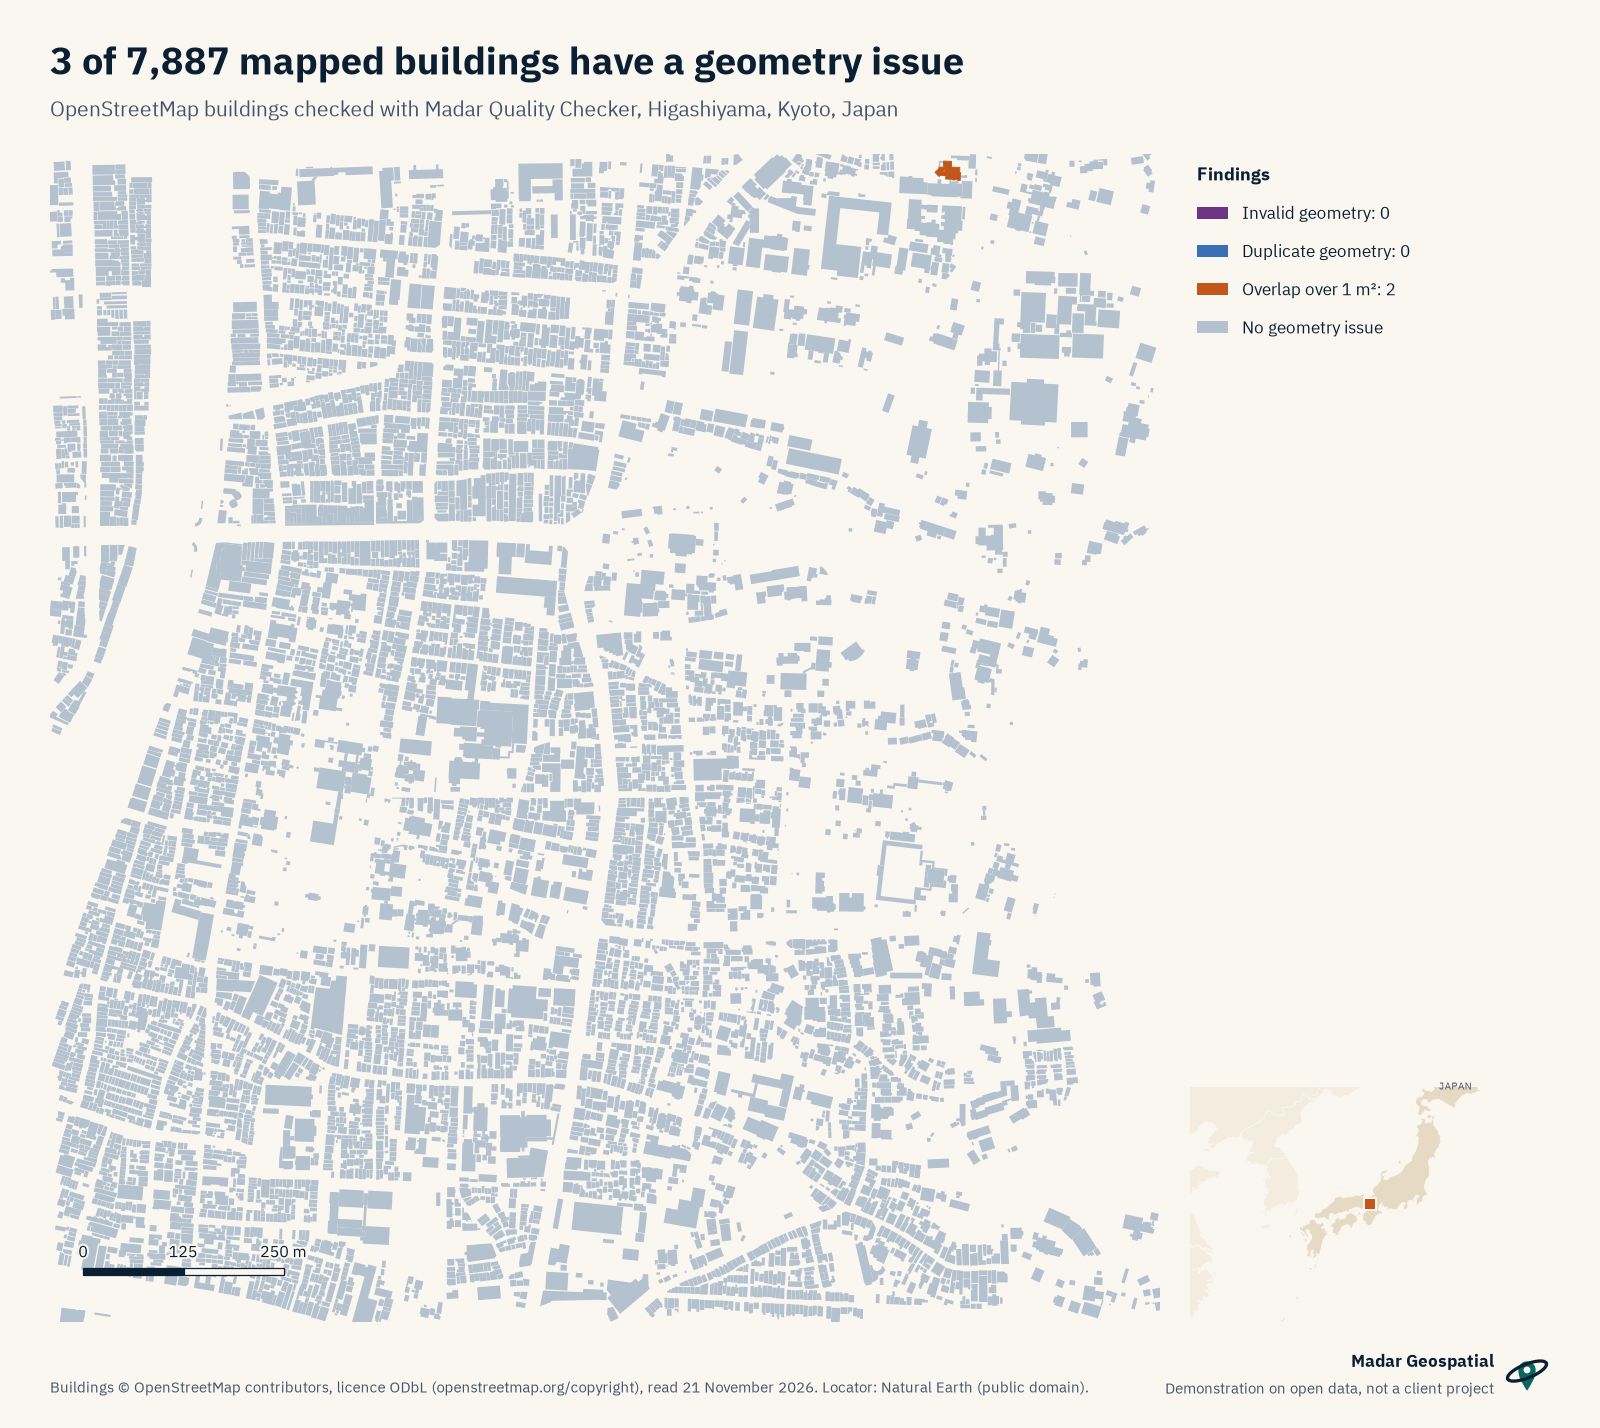 3 of 7,887 mapped buildings have a geometry issue
OpenStreetMap buildings checked with Madar Quality Checker, Higashiyama, Kyoto, Japan
Findings
Invalid geometry: 0
Duplicate geometry: 0
Overlap over 1 m²: 2
No geometry issue
JAPAN
0 125 250 m
Madar Geospatial
Buildings © OpenStreetMap contributors, licence ODbL (openstreetmap.org/copyright), read 21 November 2026. Locator: Natural Earth (public domain).
Demonstration on open data, not a client project